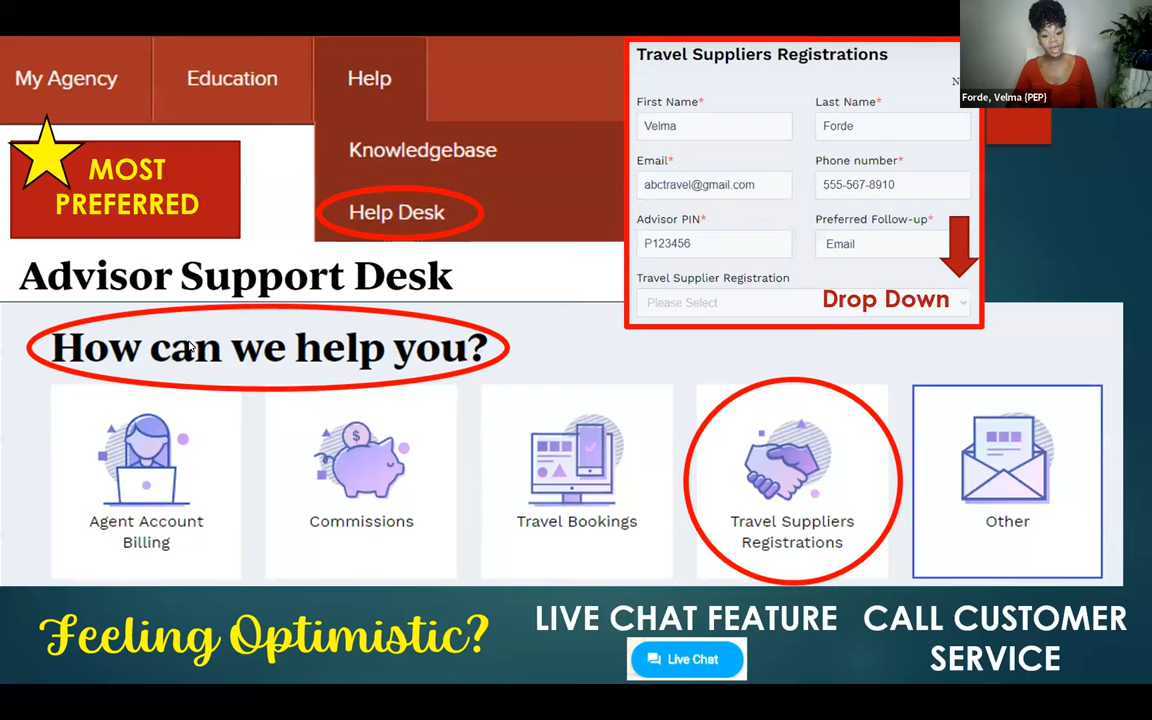 My Agency
Education
Help
Knowledgebase
Help Desk
MOST
PREFERRED
Travel Suppliers Registrations
N
First Name*
Last Name*
Velma
Forde
Email*
Phone number*
abctravel@gmail.com
555-567-8910
Advisor PIN*
Preferred Follow-up*
P123456
Email
Travel Supplier Registration
Please Select
Drop Down
Forde, Velma {PEP}
Advisor Support Desk
How can we help you?
Agent Account
Billing
Commissions
Travel Bookings
Travel Suppliers
Registrations
Other
Feeling Optimistic?
LIVE CHAT FEATURE
Live Chat
CALL CUSTOMER
SERVICE